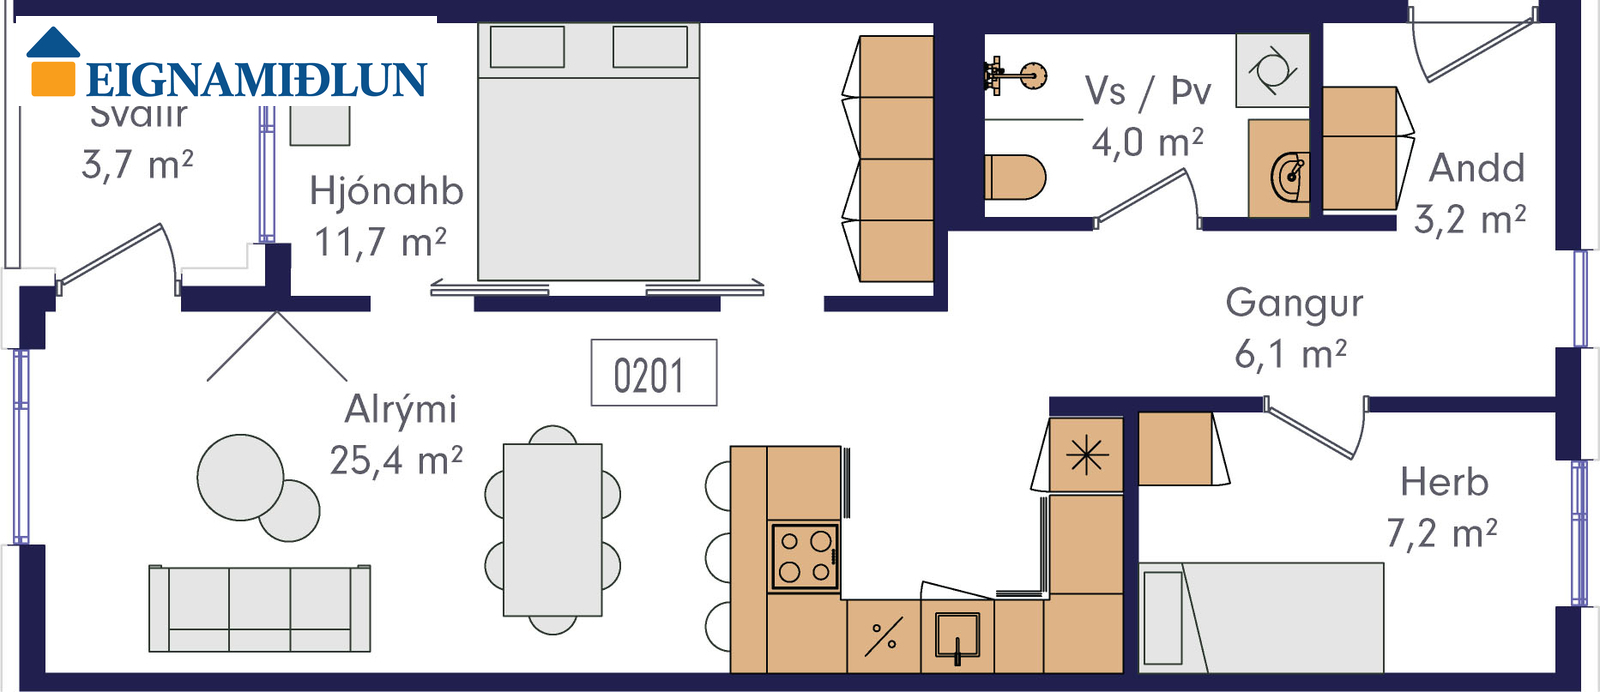 EIGNAMIÐLUN
Svalir
3,7 m²
Hjónahb
11,7 m²
Vs / Þv
4,0 m²
Andd
3,2 m²
Gangur
6,1 m²
0201
Alrými
25,4 m²
Herb
7,2 m²